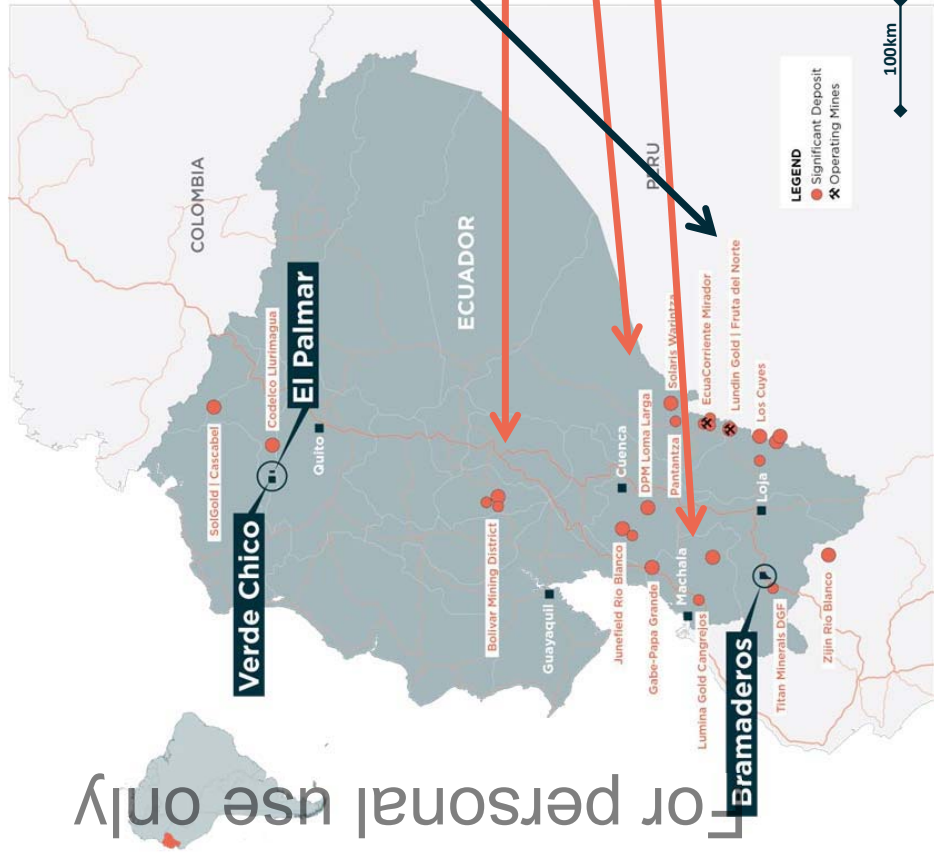 COLOMBIA
SolGold | Cascabel
Codelco Llurimagua
El Palmar
Verde Chico
Quito
ECUADOR
Bolivar Mining District
Guayaquil
PERU
Cuenca
Junefield Rio Blanco
DPM Loma Larga
Gabe-Papa Grande
Solaris Warintza
Pantantza
Machala
EcuaCorriente Mirador
Lumina Gold Cangrejos
Lundin Gold | Fruta del Norte
Los Cuyes
Loja
Bramaderos
Titan Minerals DGF
Zijin Rio Blanco
LEGEND
Significant Deposit
Operating Mines
100km
For personal use only